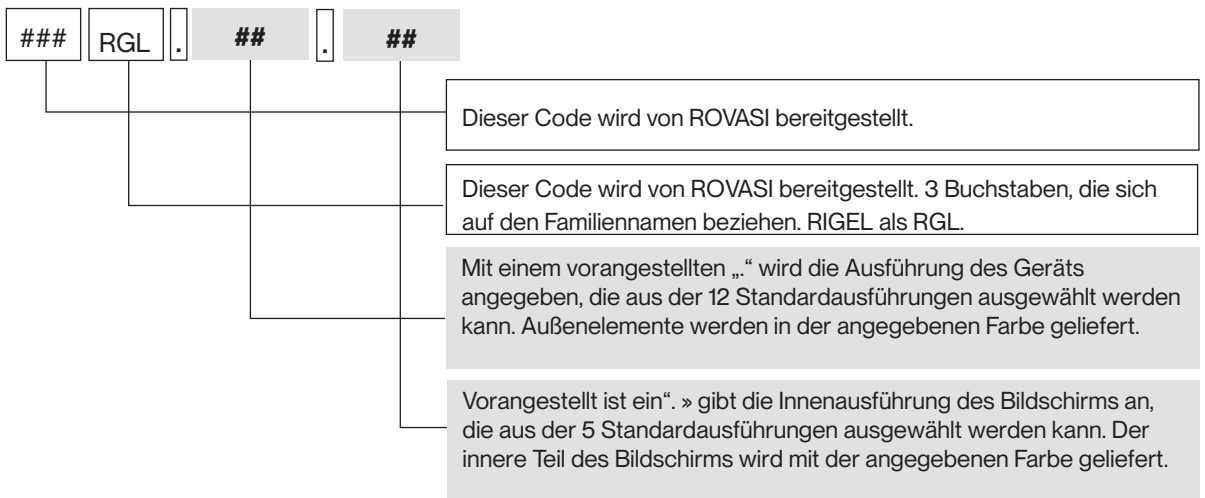 ### RGL . ## . ##
Dieser Code wird von ROVASI bereitgestellt.
Dieser Code wird von ROVASI bereitgestellt. 3 Buchstaben, die sich
auf den Familiennamen beziehen. RIGEL als RGL.
Mit einem vorangestellten „.“ wird die Ausführung des Geräts
angegeben, die aus der 12 Standardausführungen ausgewählt werden
kann. Außenelemente werden in der angegebenen Farbe geliefert.
Vorangestellt ist ein“. » gibt die Innenausführung des Bildschirms an,
die aus der 5 Standardausführungen ausgewählt werden kann. Der
innere Teil des Bildschirms wird mit der angegebenen Farbe geliefert.